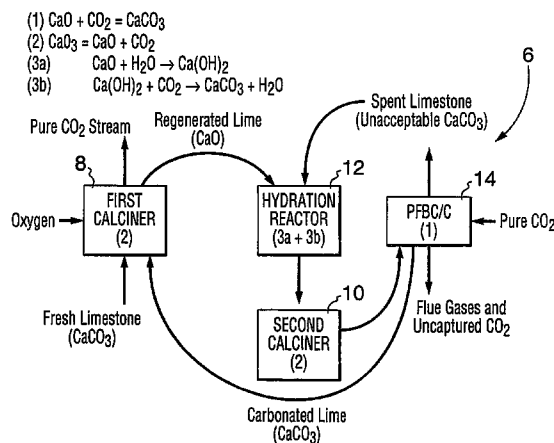 (1) CaO + CO2 = CaCO3
(2) CaO3 = CaO + CO2
(3a) CaO + H2O → Ca(OH)2
(3b) Ca(OH)2 + CO2 → CaCO3 + H2O
6
Pure CO2 Stream
Regenerated Lime
(CaO)
Spent Limestone
(Unacceptable CaCO3)
8
12
14
Oxygen
FIRST
CALCINER
(2)
HYDRATION
REACTOR
(3a + 3b)
PFBC/C
(1)
Pure CO2
Fresh Limestone
(CaCO3)
10
SECOND
CALCINER
(2)
Flue Gases and
Uncaptured CO2
Carbonated Lime
(CaCO3)